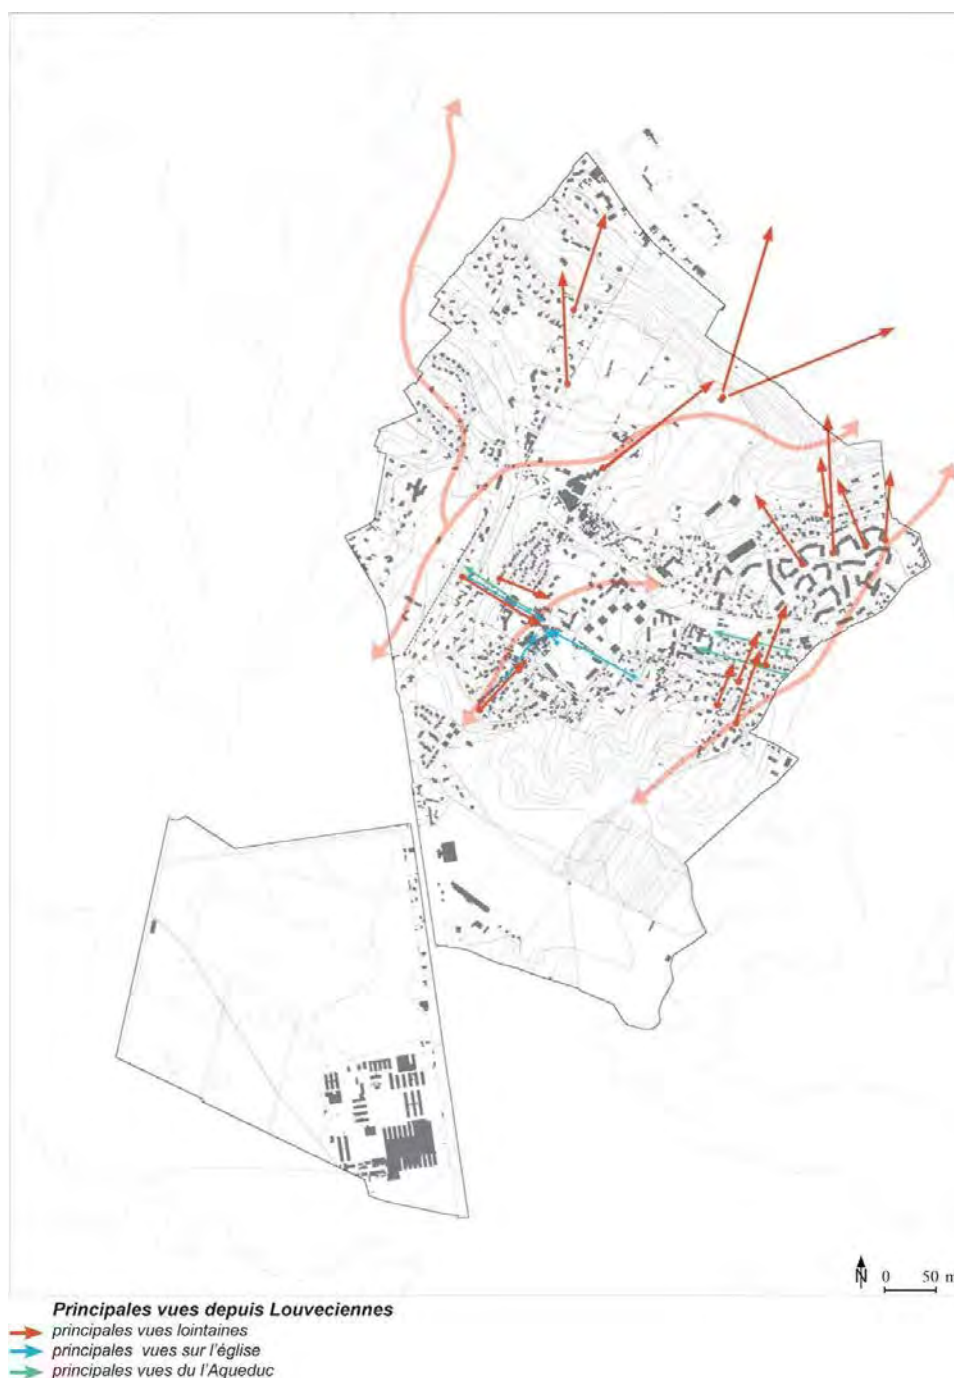 N 0 50 m
Principales vues depuis Louveciennes
principales vues lointaines
principales vues sur l'église
principales vues du l'Aqueduc